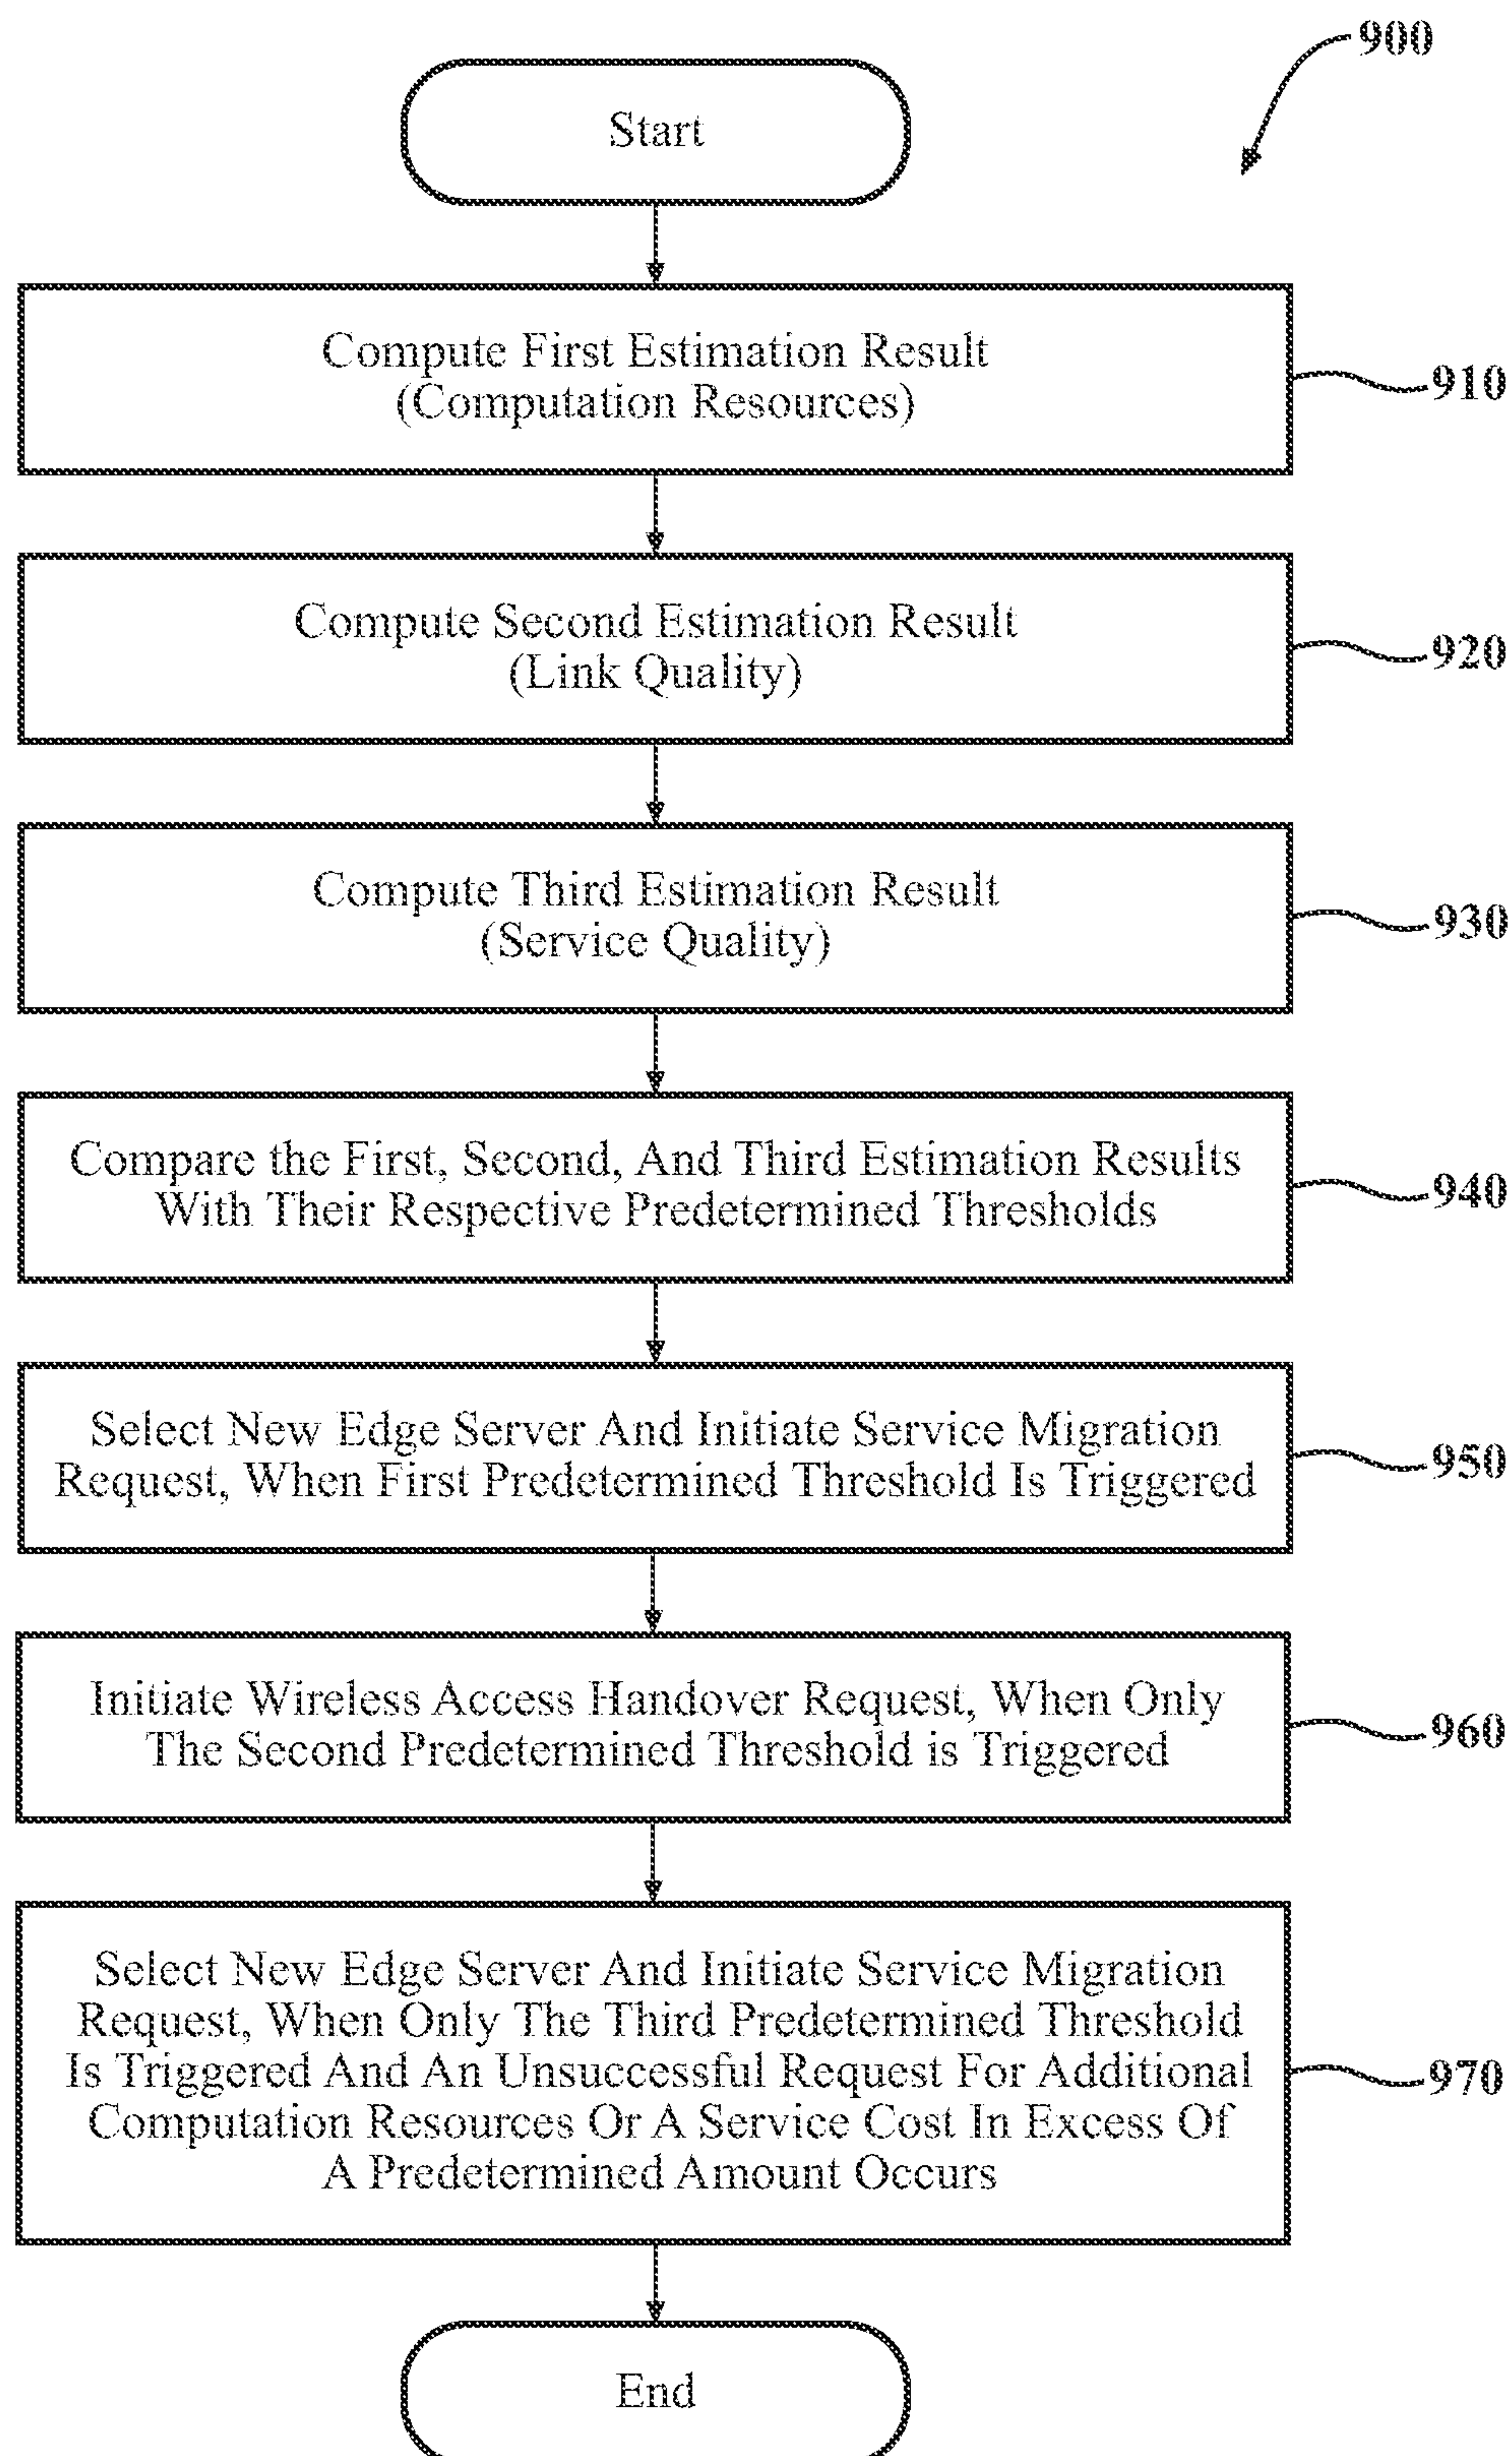 900
Start
Compute First Estimation Result
(Computation Resources)
910
Compute Second Estimation Result
(Link Quality)
920
Compute Third Estimation Result
(Service Quality)
930
Compare the First, Second, And Third Estimation Results
With Their Respective Predetermined Thresholds
940
Select New Edge Server And Initiate Service Migration
Request, When First Predetermined Threshold Is Triggered
950
Initiate Wireless Access Handover Request, When Only
The Second Predetermined Threshold is Triggered
960
Select New Edge Server And Initiate Service Migration
Request, When Only The Third Predetermined Threshold
Is Triggered And An Unsuccessful Request For Additional
Computation Resources Or A Service Cost In Excess Of
A Predetermined Amount Occurs
970
End